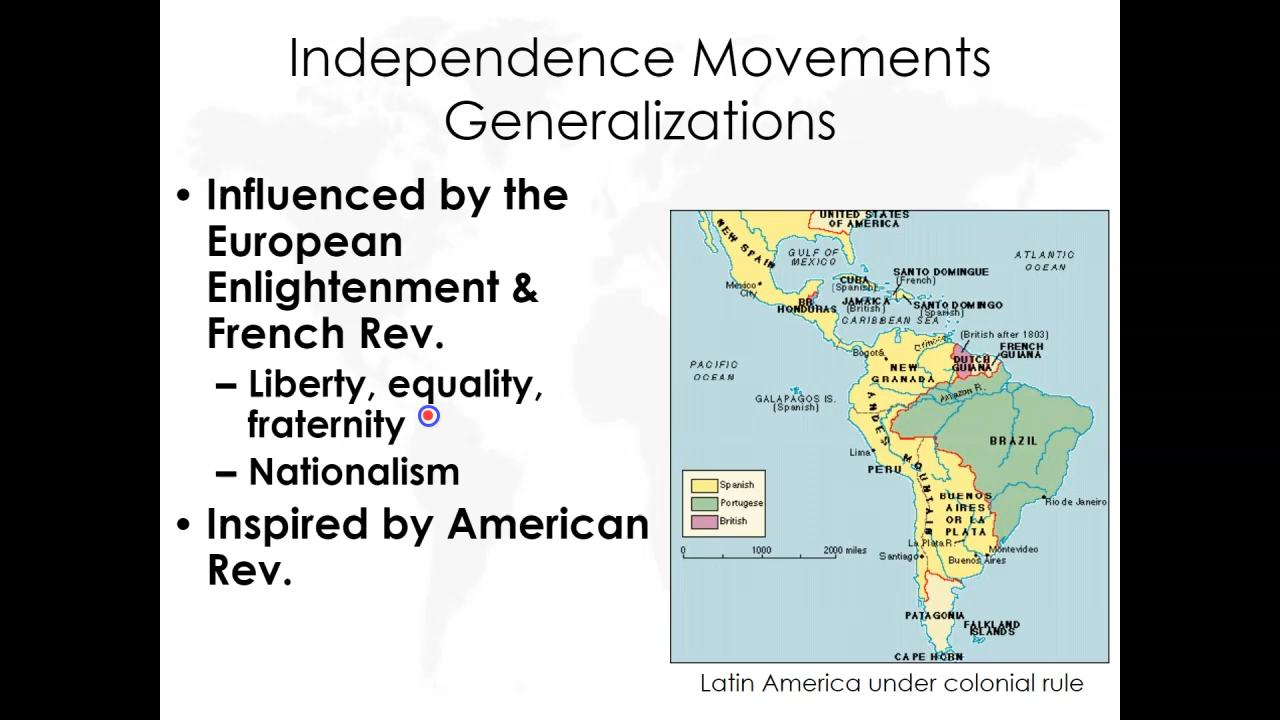 Independence Movements
Generalizations
• Influenced by the
European
Enlightenment &
French Rev.
– Liberty, equality,
fraternity
– Nationalism
• Inspired by American
Rev.
UNITED STATES
OF AMERICA
NEW SPAIN
GULF OF
MEXICO
ATLANTIC
OCEAN
Mexico
City
CUBA
(Spanish)
SANTO DOMINGUE
(French)
BR.
HONDURAS
JAMAICA
(British)
SANTO DOMINGO
(Spanish)
CARIBBEAN SEA
(British after 1803)
Bogotá
FRENCH
GUIANA
DUTCH
GUIANA
NEW
GRANADA
PACIFIC
OCEAN
Amazon R.
GALAPAGOS IS.
(Spanish)
ANDES MOUNTAINS
BRAZIL
Lima
PERU
Spanish
Portugese
British
BUENOS
AIRES
OR LA
PLATA
Rio de Janeiro
La Plata R.
0 1000 2000 miles
Santiago
Montevideo
Buenos Aires
PATAGONIA
FALKLAND
ISLANDS
CAPE HORN
Latin America under colonial rule